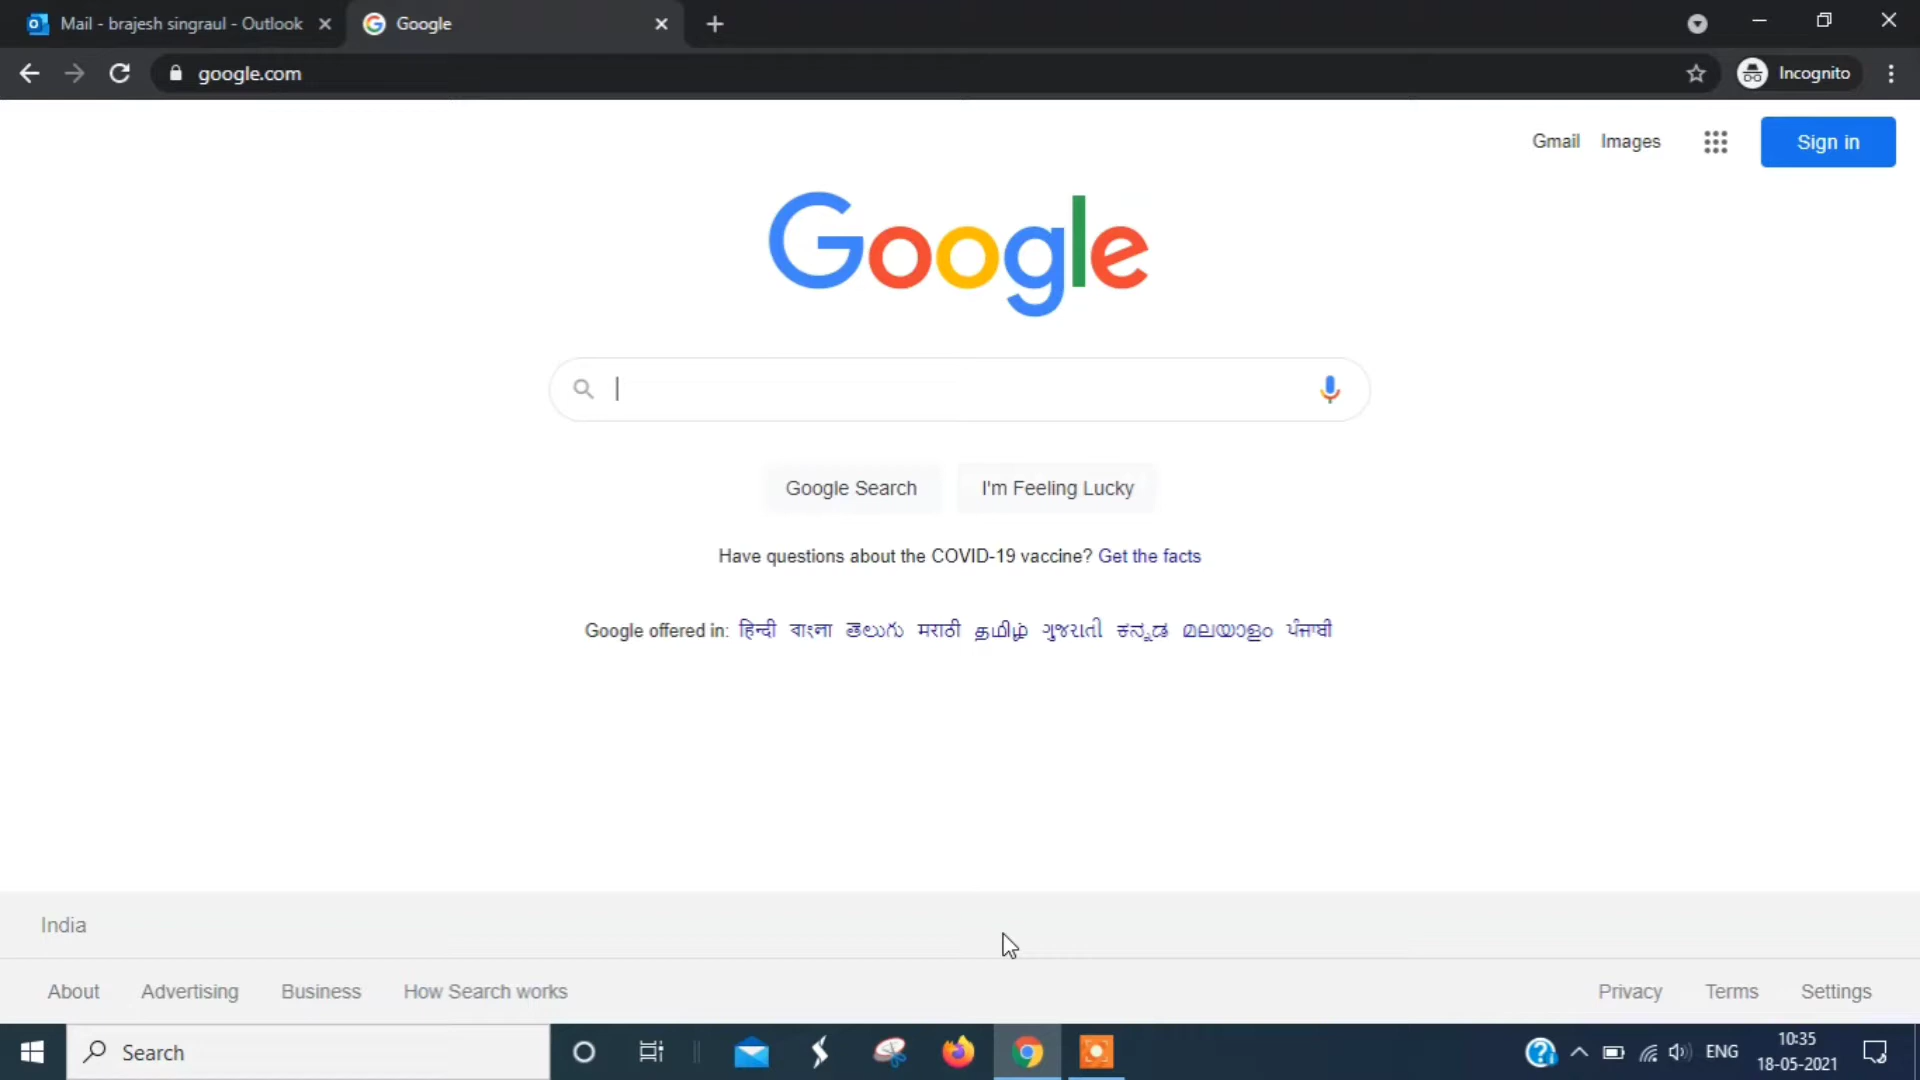 Mail - brajesh singraul - Outlook
Google
google.com
Incognito
Gmail Images
Sign in
Google
Google Search
I'm Feeling Lucky
Have questions about the COVID-19 vaccine? Get the facts
Google offered in: हिन्दी বাংলা తెలుగు मराठी தமிழ் ગુજરાતી ಕನ್ನಡ മലയാളം ਪੰਜਾਬੀ
India
About Advertising Business How Search works
Privacy Terms Settings
Search
ENG
10:35
18-05-2021